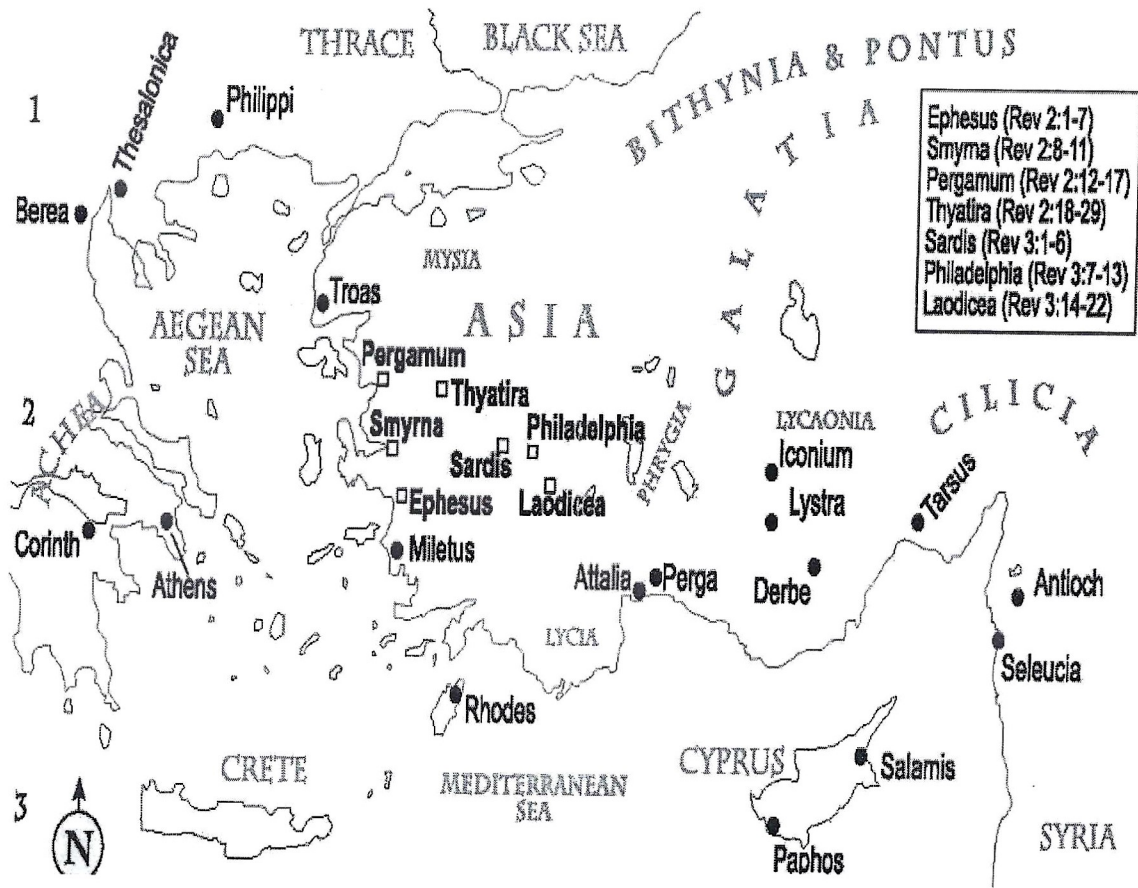 THRACE
BLACK SEA
BITHYNIA & PONTUS
1
Thesalonica
Philippi
Berea
GALATIA
Ephesus (Rev 2:1-7)
Smyrna (Rev 2:8-11)
Pergamum (Rev 2:12-17)
Thyatira (Rev 2:18-29)
Sardis (Rev 3:1-6)
Philadelphia (Rev 3:7-13)
Laodicea (Rev 3:14-22)
MYSIA
Troas
ASIA
AEGEAN
SEA
Pergamum
Thyatira
2
ACHEA
Smyrna
Philadelphia
Sardis
PHRYGIA
LYCAONIA
CILICIA
Iconium
Ephesus
Laodicea
Lystra
Tarsus
Corinth
Miletus
Athens
Attalia
Perga
Derbe
Antioch
LYCIA
Seleucia
Rhodes
CRETE
MEDITERRANEAN
SEA
CYPRUS
Salamis
3
N
Paphos
SYRIA